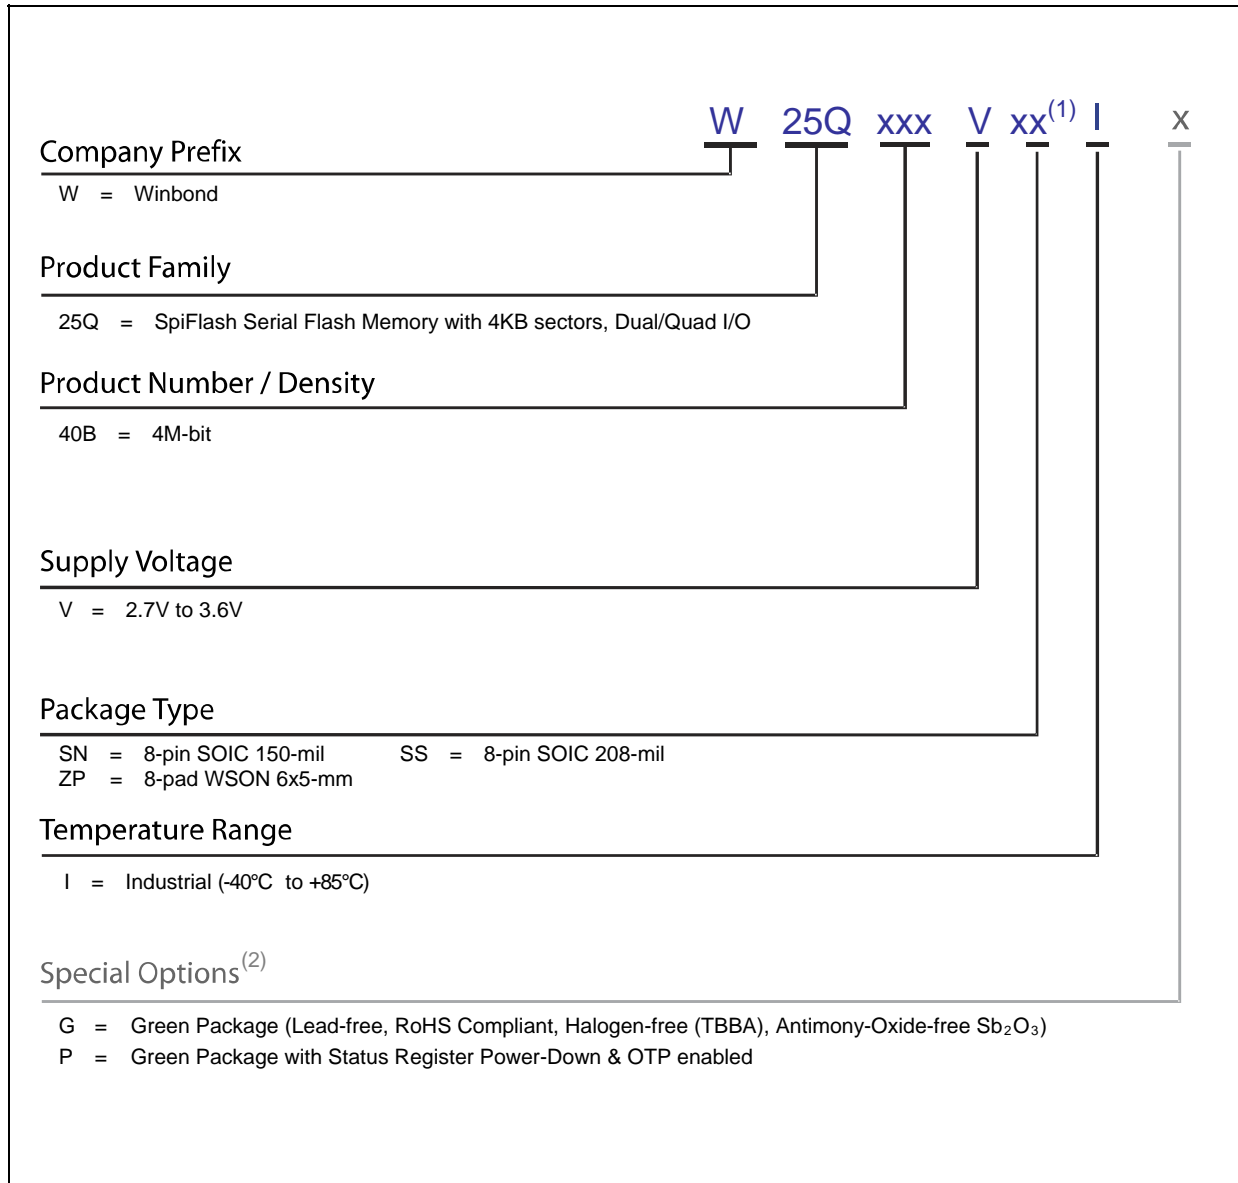 W 25Q xxx V xx(1) I x
Company Prefix
W = Winbond
Product Family
25Q = SpiFlash Serial Flash Memory with 4KB sectors, Dual/Quad I/O
Product Number / Density
40B = 4M-bit
Supply Voltage
V = 2.7V to 3.6V
Package Type
SN = 8-pin SOIC 150-mil SS = 8-pin SOIC 208-mil
ZP = 8-pad WSON 6x5-mm
Temperature Range
I = Industrial (-40°C to +85°C)
Special Options(2)
G = Green Package (Lead-free, RoHS Compliant, Halogen-free (TBBA), Antimony-Oxide-free Sb₂O₃)
P = Green Package with Status Register Power-Down & OTP enabled